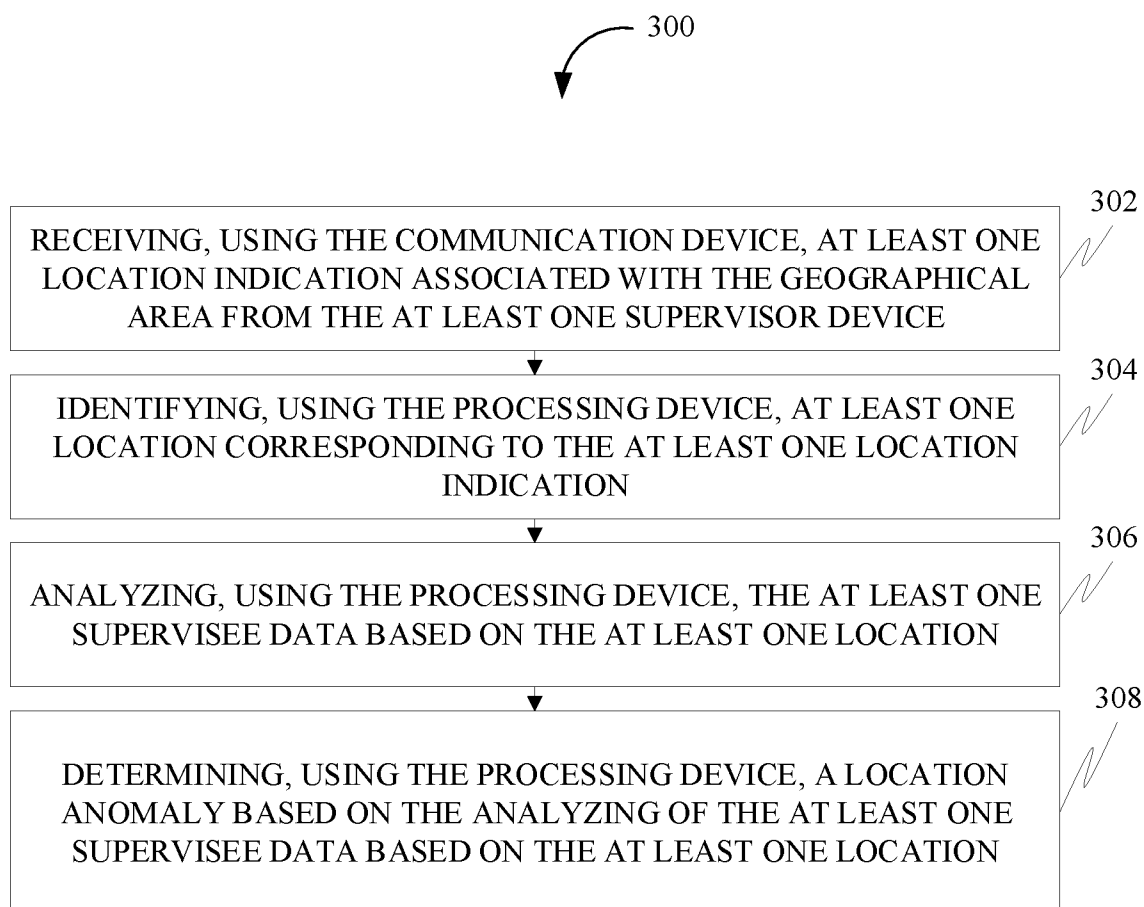 300
302
RECEIVING, USING THE COMMUNICATION DEVICE, AT LEAST ONE
LOCATION INDICATION ASSOCIATED WITH THE GEOGRAPHICAL
AREA FROM THE AT LEAST ONE SUPERVISOR DEVICE
304
IDENTIFYING, USING THE PROCESSING DEVICE, AT LEAST ONE
LOCATION CORRESPONDING TO THE AT LEAST ONE LOCATION
INDICATION
306
ANALYZING, USING THE PROCESSING DEVICE, THE AT LEAST ONE
SUPERVISEE DATA BASED ON THE AT LEAST ONE LOCATION
308
DETERMINING, USING THE PROCESSING DEVICE, A LOCATION
ANOMALY BASED ON THE ANALYZING OF THE AT LEAST ONE
SUPERVISEE DATA BASED ON THE AT LEAST ONE LOCATION